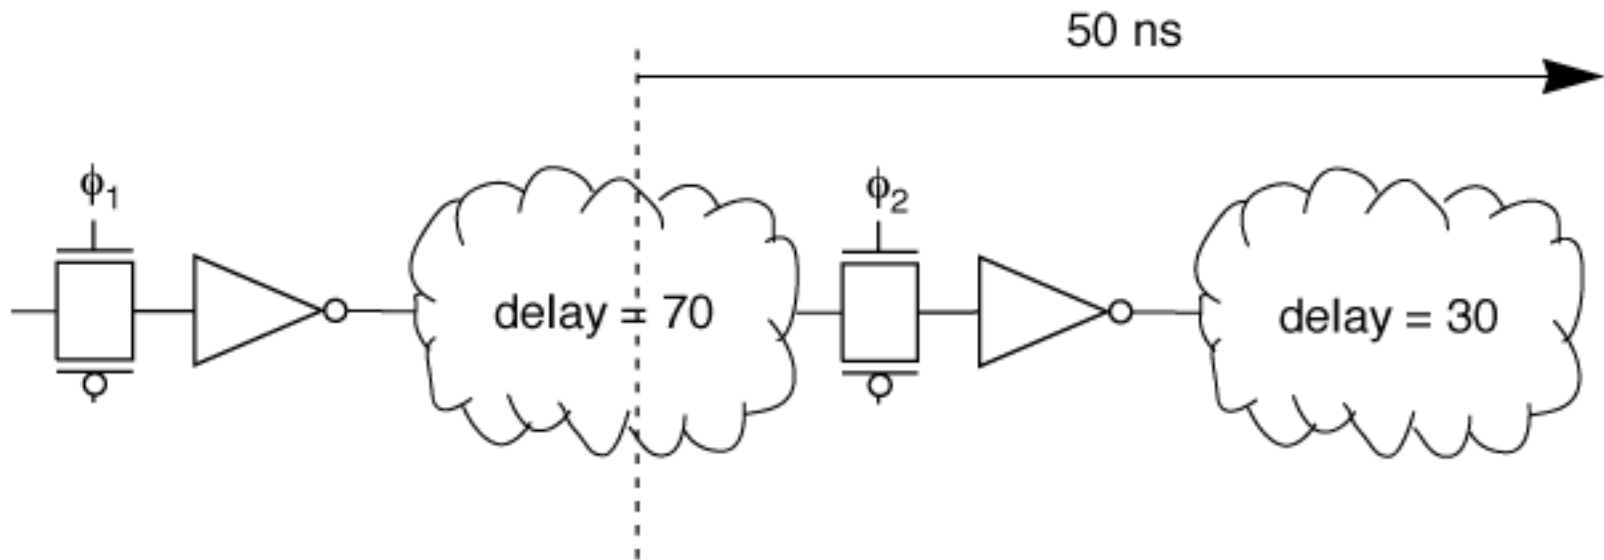 50 ns
ϕ1
ϕ2
delay = 70
delay = 30